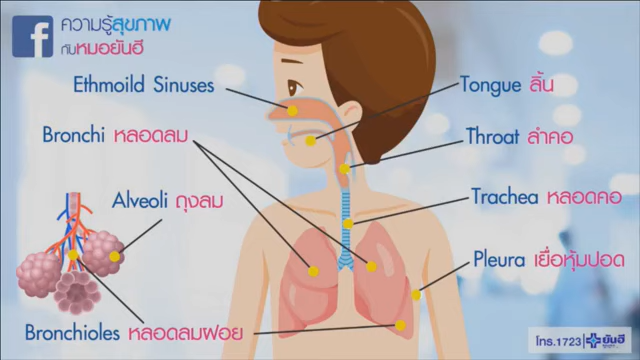 ความรู้สุขภาพ
กับหมอยันฮี
Ethmoild Sinuses
Tongue ลิ้น
Bronchi หลอดลม
Throat ลำคอ
Alveoli ถุงลม
Trachea หลอดคอ
Pleura เยื่อหุ้มปอด
Bronchioles หลอดลมฝอย
โทร.1723
ยันฮี